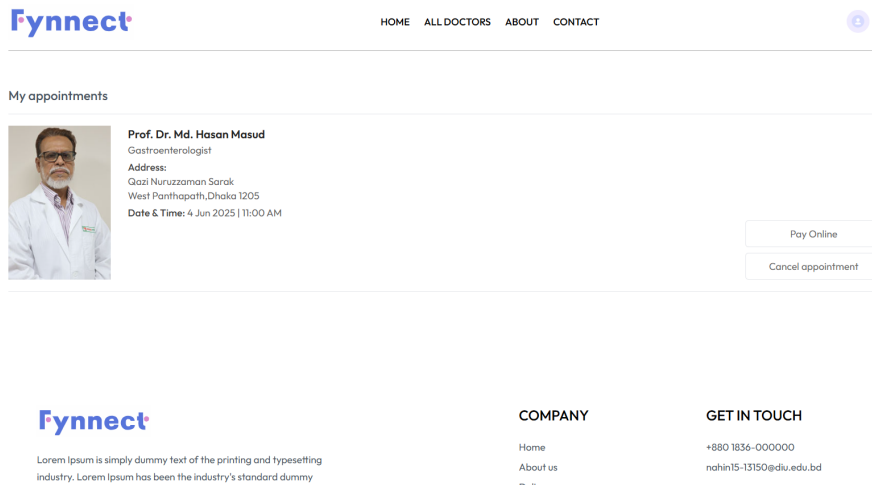 Fynnect
HOME ALL DOCTORS ABOUT CONTACT
My appointments
Prof. Dr. Md. Hasan Masud
Gastroenterologist
Address:
Qazi Nuruzzaman Sarak
West Panthapath,Dhaka 1205
Date & Time: 4 Jun 2025 | 11:00 AM
Pay Online
Cancel appointment
Fynnect
Lorem Ipsum is simply dummy text of the printing and typesetting
industry. Lorem Ipsum has been the industry's standard dummy
COMPANY
Home
About us
GET IN TOUCH
+880 1836-000000
nahin15-13150@diu.edu.bd